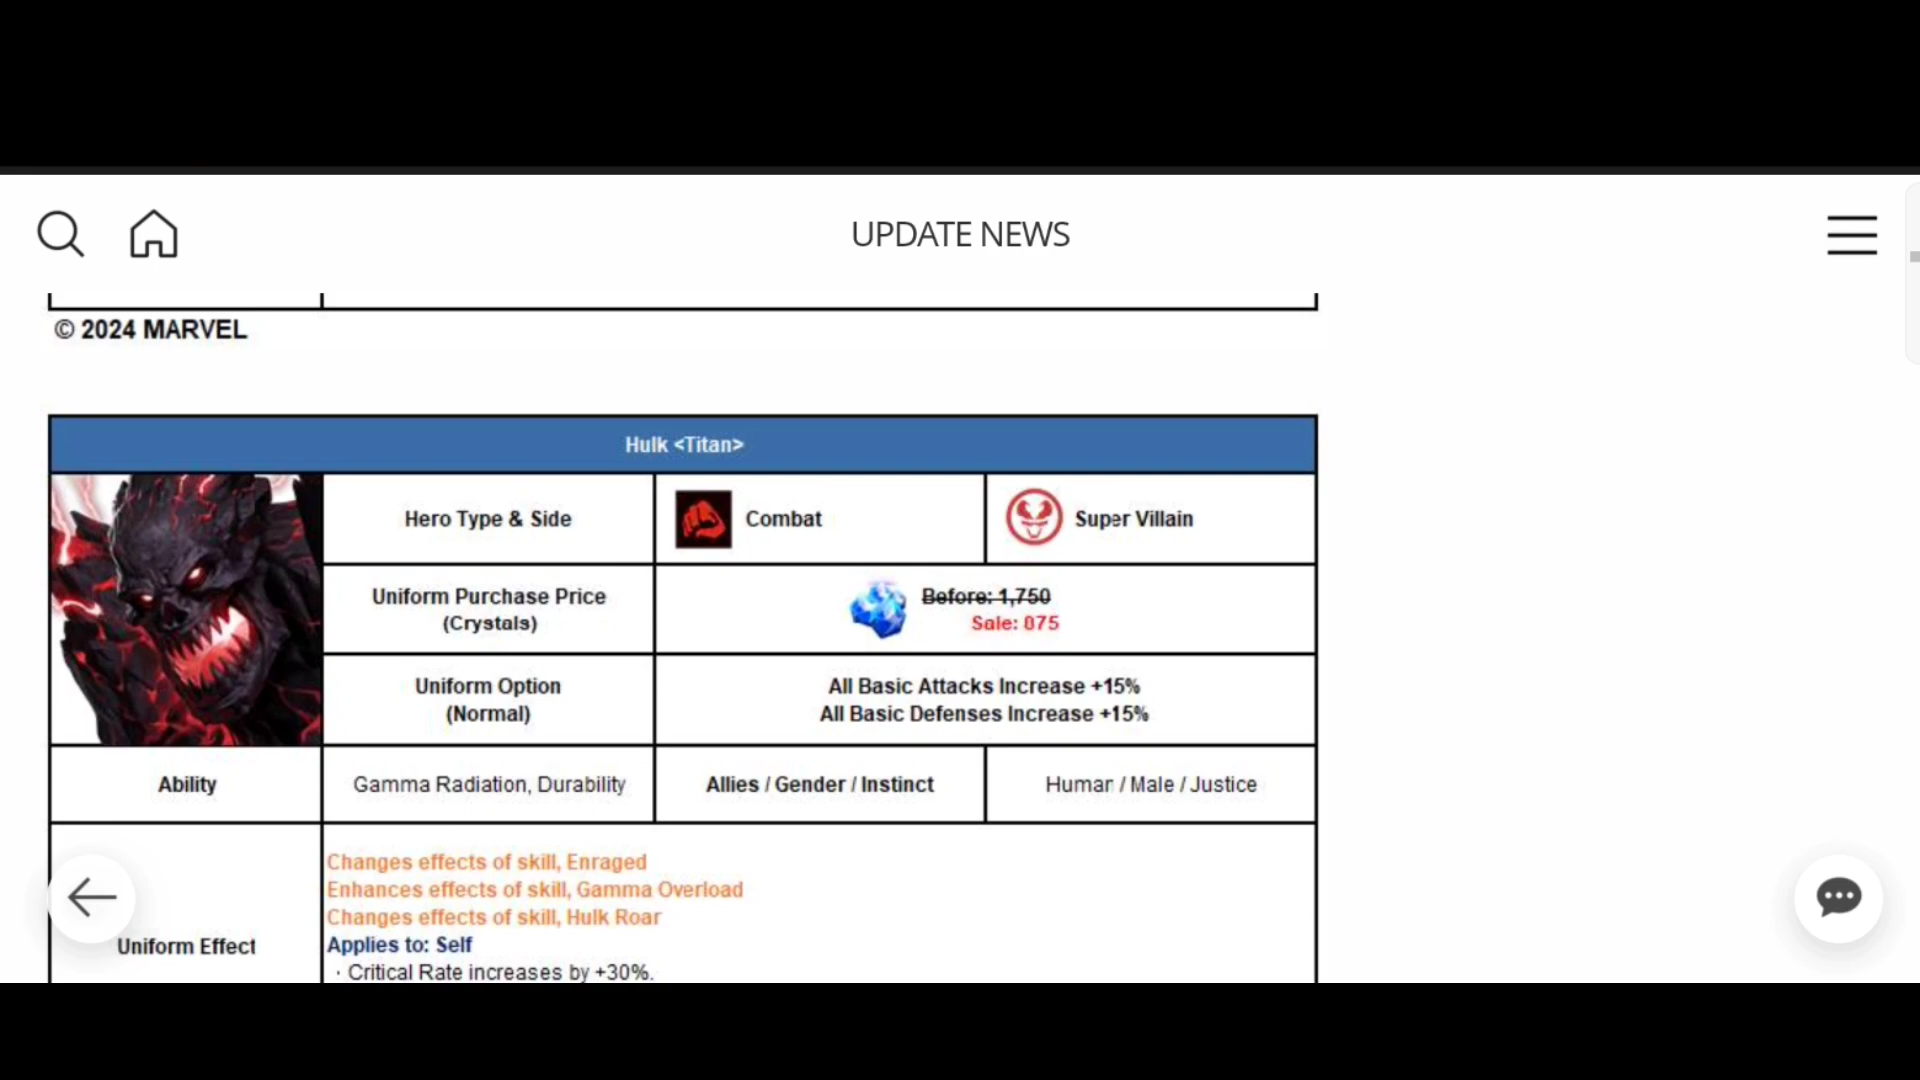 UPDATE NEWS
© 2024 MARVEL
Hulk <Titan>
Hero Type & Side
Combat
Super Villain
Uniform Purchase Price
(Crystals)
Before: 1,750
Sale: 875
Uniform Option
(Normal)
All Basic Attacks Increase +15%
All Basic Defenses Increase +15%
Ability
Gamma Radiation, Durability
Allies / Gender / Instinct
Human / Male / Justice
Uniform Effect
Changes effects of skill, Enraged
Enhances effects of skill, Gamma Overload
Changes effects of skill, Hulk Roar
Applies to: Self
· Critical Rate increases by +30%.